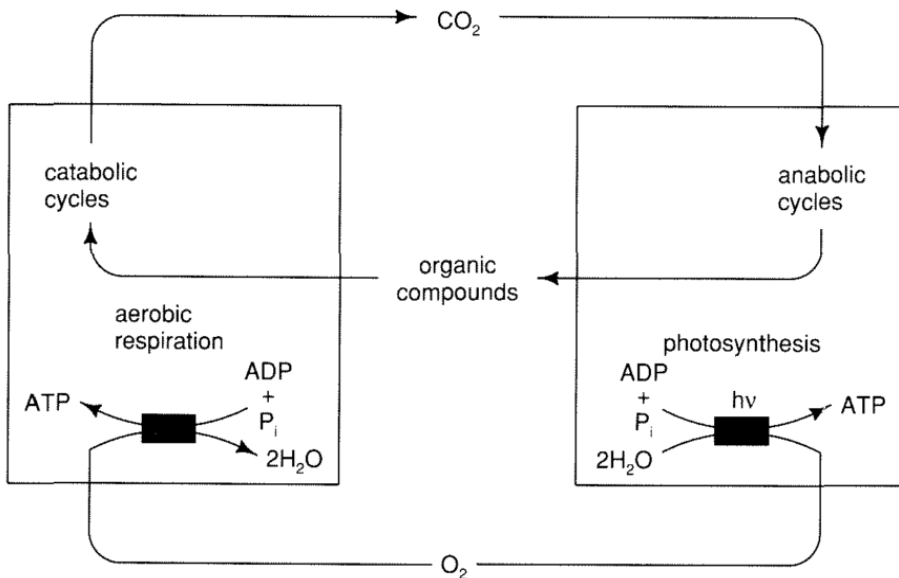 CO₂
catabolic
cycles
anabolic
cycles
organic
compounds
aerobic
respiration
photosynthesis
ADP
+
Pᵢ
ATP
2H₂O
ADP
+
Pᵢ
hν
ATP
2H₂O
O₂